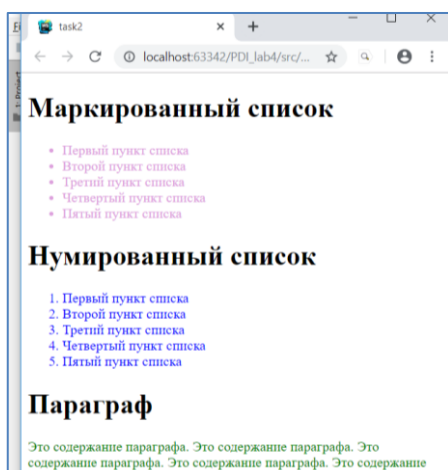 task2
localhost:63342/PDI_lab4/src/...
Маркированный список
Первый пункт списка
Второй пункт списка
Третий пункт списка
Четвертый пункт списка
Пятый пункт списка
Нумированный список
1. Первый пункт списка
2. Второй пункт списка
3. Третий пункт списка
4. Четвертый пункт списка
5. Пятый пункт списка
Параграф
Это содержание параграфа. Это содержание параграфа. Это
содержание параграфа. Это содержание параграфа. Это содержание